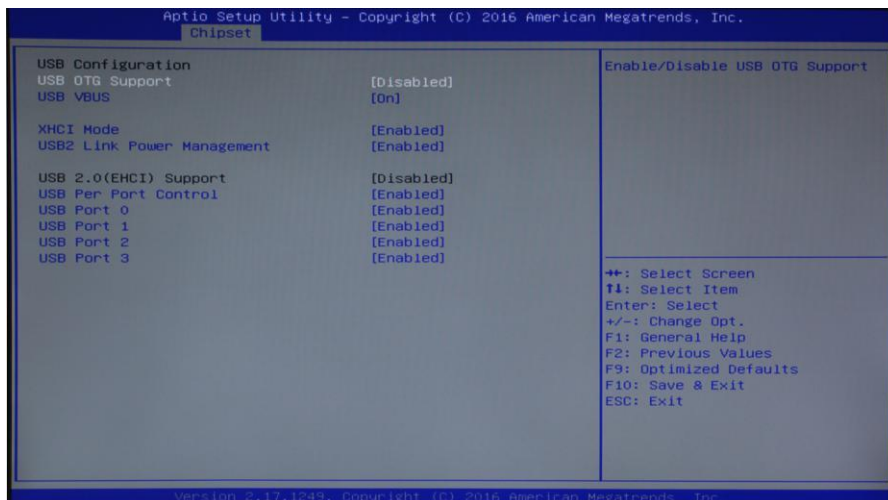 Aptio Setup Utility – Copyright (C) 2016 American Megatrends, Inc.
Chipset
USB Configuration
USB OTG Support [Disabled]
USB VBUS [On]
XHCI Mode [Enabled]
USB2 Link Power Management [Enabled]
USB 2.0(EHCI) Support [Disabled]
USB Per Port Control [Enabled]
USB Port 0 [Enabled]
USB Port 1 [Enabled]
USB Port 2 [Enabled]
USB Port 3 [Enabled]
Enable/Disable USB OTG Support
→←: Select Screen
↑↓: Select Item
Enter: Select
+/-: Change Opt.
F1: General Help
F2: Previous Values
F9: Optimized Defaults
F10: Save & Exit
ESC: Exit
Version 2.17.1249. Copyright (C) 2016 American Megatrends, Inc.